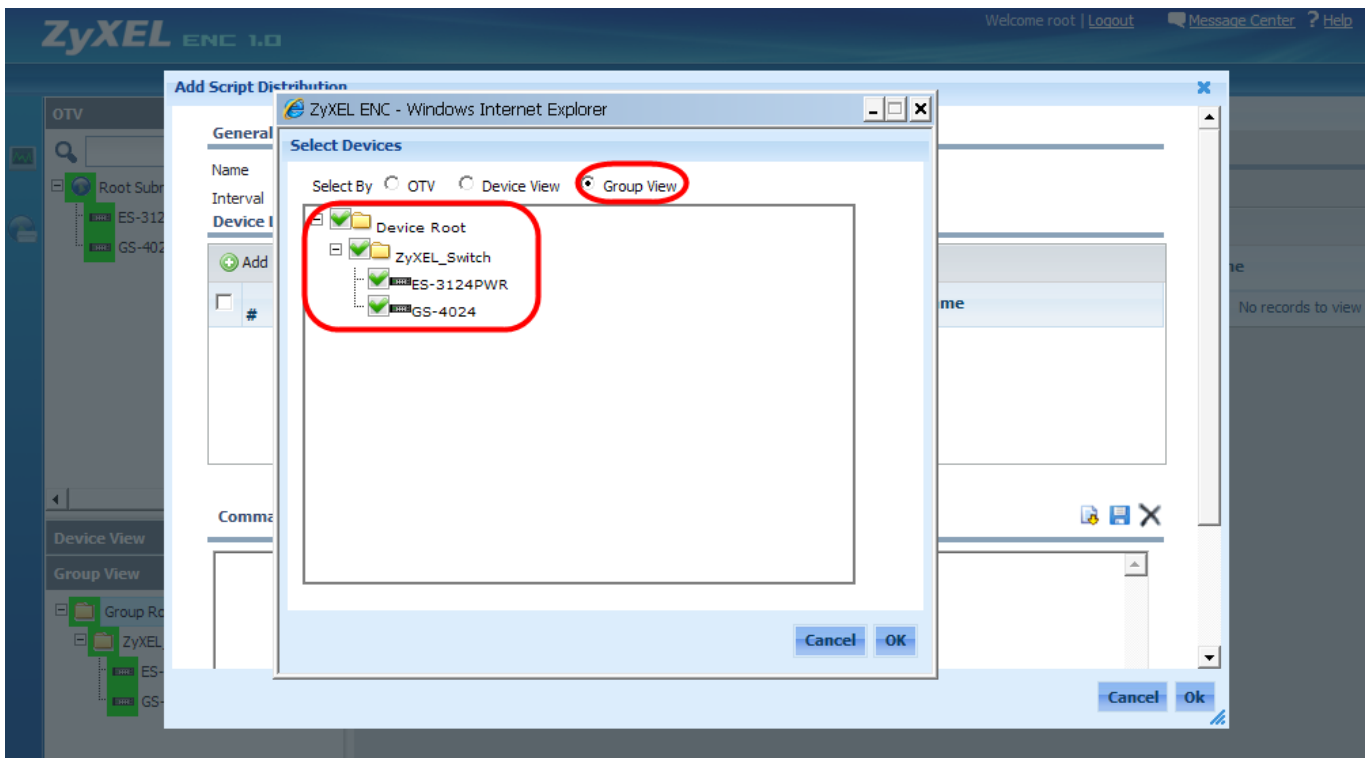 ZyXEL ENC 1.0
Welcome root | Logout Message Center ? Help
Add Script Distribution
OTV
ZyXEL ENC - Windows Internet Explorer
General
Select Devices
Name
Select By OTV Device View Group View
Root Subn
Interval
ES-312
Device Root
Device
GS-402
ZyXEL_Switch
Add
ES-3124PWR
#
GS-4024
me
No records to view
Comma
Device View
Group View
Group Ro
ZyXEL
Cancel OK
ES-
GS-
Cancel Ok